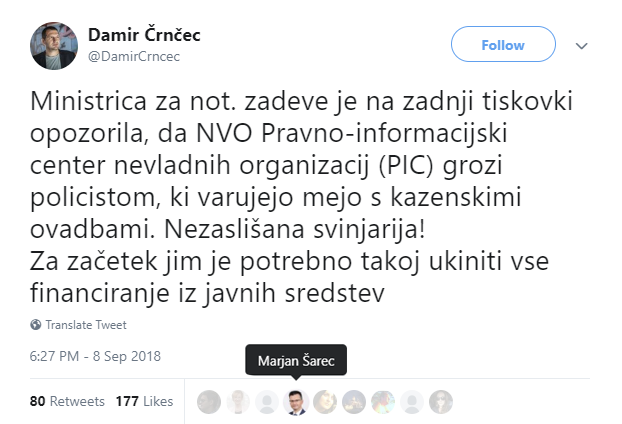 Damir Črnčec
@DamirCrncec
Follow
Ministrica za not. zadeve je na zadnji tiskovki
opozorila, da NVO Pravno-informacijski
center nevladnih organizacij (PIC) grozi
policistom, ki varujejo mejo s kazenskimi
ovadbami. Nezaslišana svinjarija!
Za začetek jim je potrebno takoj ukiniti vse
financiranje iz javnih sredstev
Translate Tweet
6:27 PM - 8 Sep 2018
Marjan Šarec
80 Retweets 177 Likes